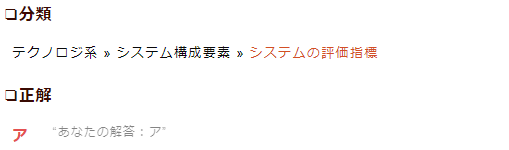 ❏分類
テクノロジ系 » システム構成要素 » システムの評価指標
❏正解
ア “あなたの解答：ア”